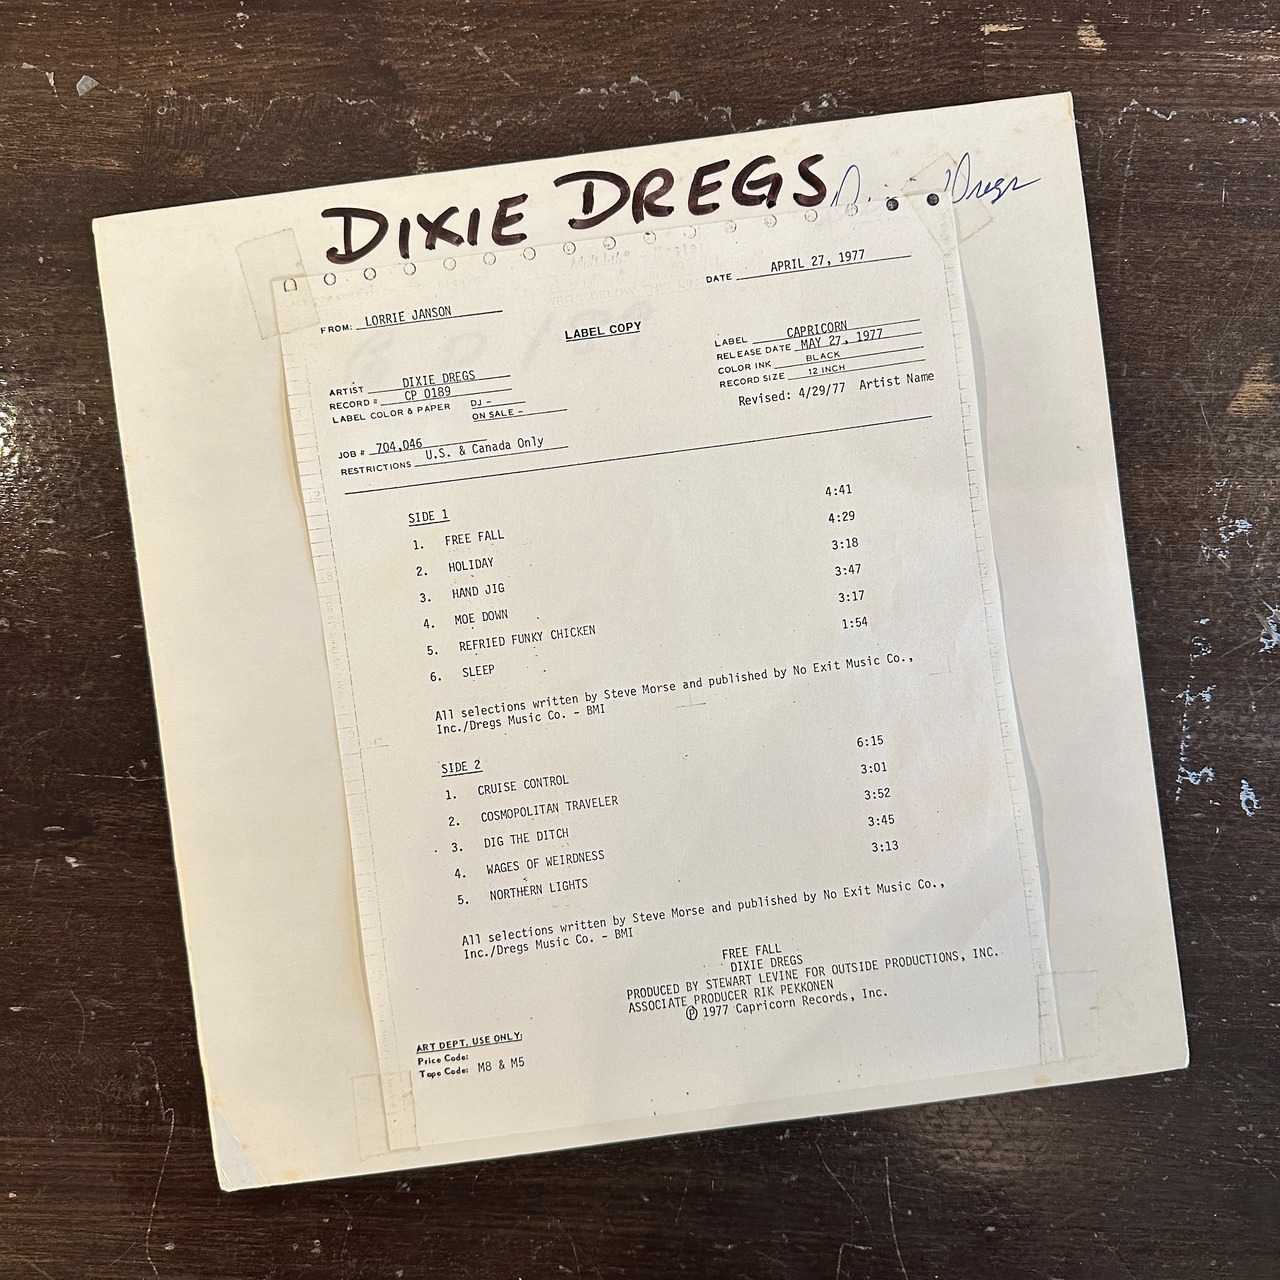 DIXIE DREGS
Dregs
DATE APRIL 27, 1977
FROM: LORRIE JANSON
LABEL COPY
LABEL CAPRICORN
RELEASE DATE MAY 27, 1977
COLOR INK BLACK
RECORD SIZE 12 INCH
Revised: 4/29/77 Artist Name
ARTIST DIXIE DREGS
RECORD # CP 0189
LABEL COLOR & PAPER DJ -
ON SALE -
JOB # 704,046
RESTRICTIONS U.S. & Canada Only
SIDE 1
1. FREE FALL 4:41
2. HOLIDAY 4:29
3. HAND JIG 3:18
4. MOE DOWN 3:47
5. REFRIED FUNKY CHICKEN 3:17
6. SLEEP 1:54
All selections written by Steve Morse and published by No Exit Music Co.,
Inc./Dregs Music Co. - BMI
SIDE 2
1. CRUISE CONTROL 6:15
2. COSMOPOLITAN TRAVELER 3:01
3. DIG THE DITCH 3:52
4. WAGES OF WEIRDNESS 3:45
5. NORTHERN LIGHTS 3:13
All selections written by Steve Morse and published by No Exit Music Co.,
Inc./Dregs Music Co. - BMI
FREE FALL
DIXIE DREGS
PRODUCED BY STEWART LEVINE FOR OUTSIDE PRODUCTIONS, INC.
ASSOCIATE PRODUCER RIK PEKKONEN
℗ 1977 Capricorn Records, Inc.
ART DEPT. USE ONLY:
Price Code:
Tape Code: M8 & M5